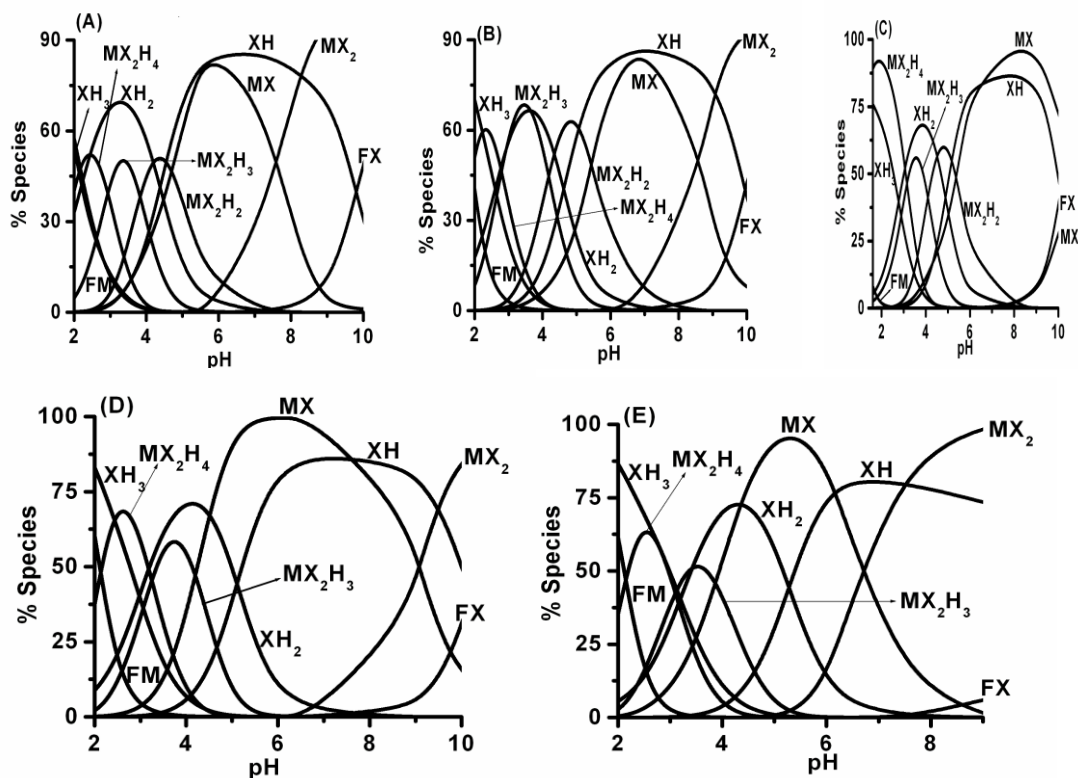 (A)
MX₂H₄
XH₃
XH₂
XH
MX₂
MX
MX₂H₃
MX₂H₂
FX
FM
% Species
90
60
30
0
2 4 6 8 10
pH
(B)
XH
MX₂
XH₃
MX₂H₃
MX
MX₂H₂
MX₂H₄
FM
XH₂
FX
% Species
90
60
30
0
2 4 6 8 10
pH
(C)
MX
MX₂H₄
MX₂H₃
XH
XH₂
XH₃
MX₂H₂
FX
FM
MX₂
% Species
100
75
50
25
0
2 4 6 8 10
pH
(D)
MX
MX₂H₄
XH
XH₃
MX₂
MX₂H₃
XH₂
FX
FM
% Species
100
75
50
25
0
2 4 6 8 10
pH
(E)
MX
MX₂
MX₂H₄
XH
XH₃
XH₂
FM
MX₂H₃
FX
% Species
100
75
50
25
0
2 4 6 8
pH